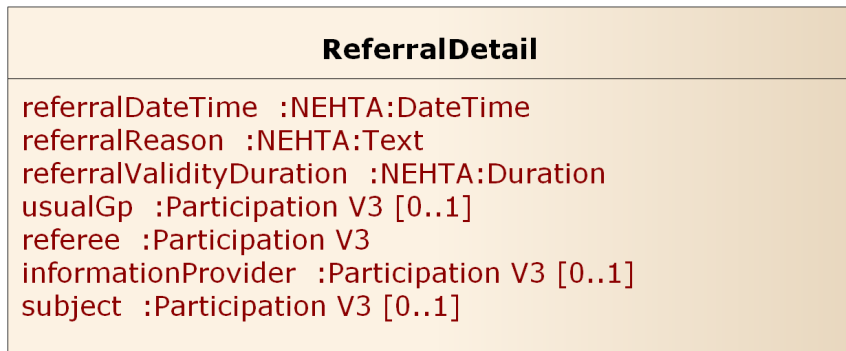 ReferralDetail
referralDateTime :NEHTA:DateTime
referralReason :NEHTA:Text
referralValidityDuration :NEHTA:Duration
usualGp :Participation V3 [0..1]
referee :Participation V3
informationProvider :Participation V3 [0..1]
subject :Participation V3 [0..1]